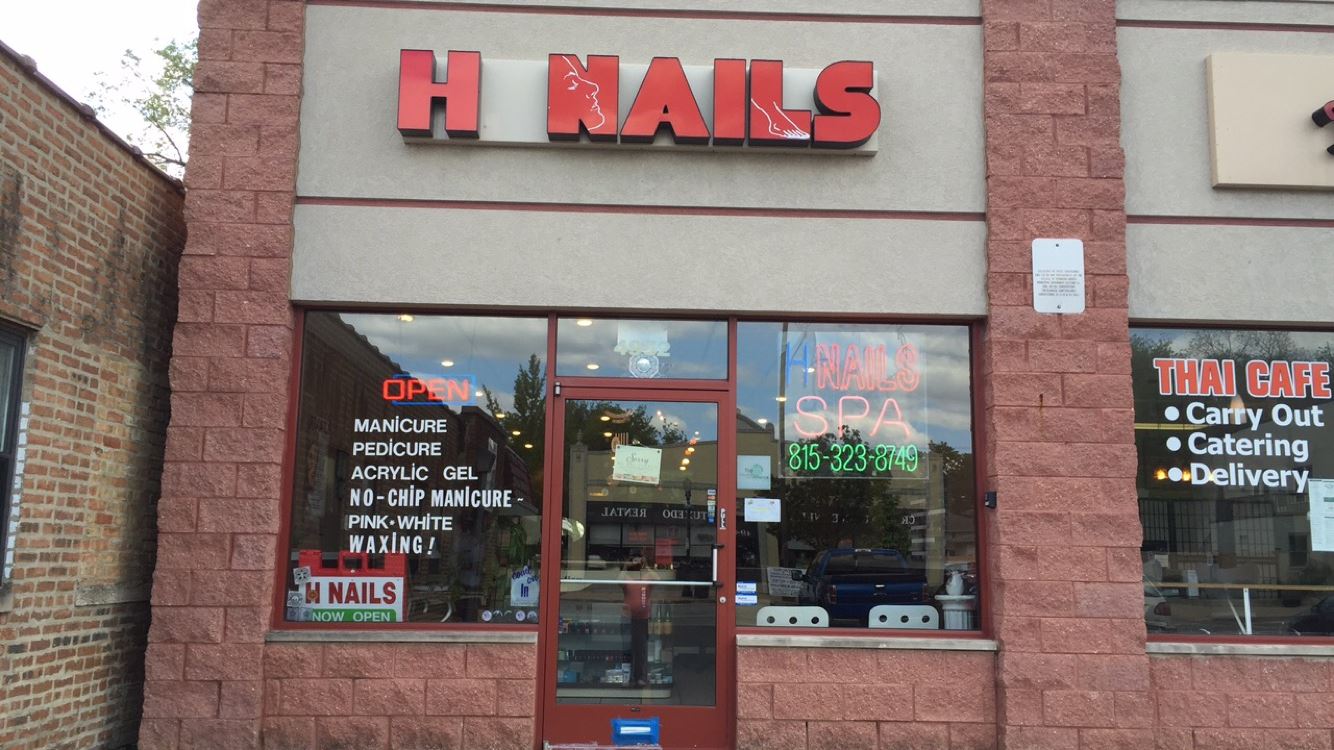 H NAILS
OPEN
MANiCURE
PEDiCURE
ACRYLiC GEL
NO-CHIP MANICURE~
PiNK•WHiTE
WAXiNG!
H NAILS
NOW OPEN
Sorry
H NAILS
SPA
815-323-8749
TUXEDO RENTAL
THAI CAFE
• Carry Out
• Catering
• Delivery